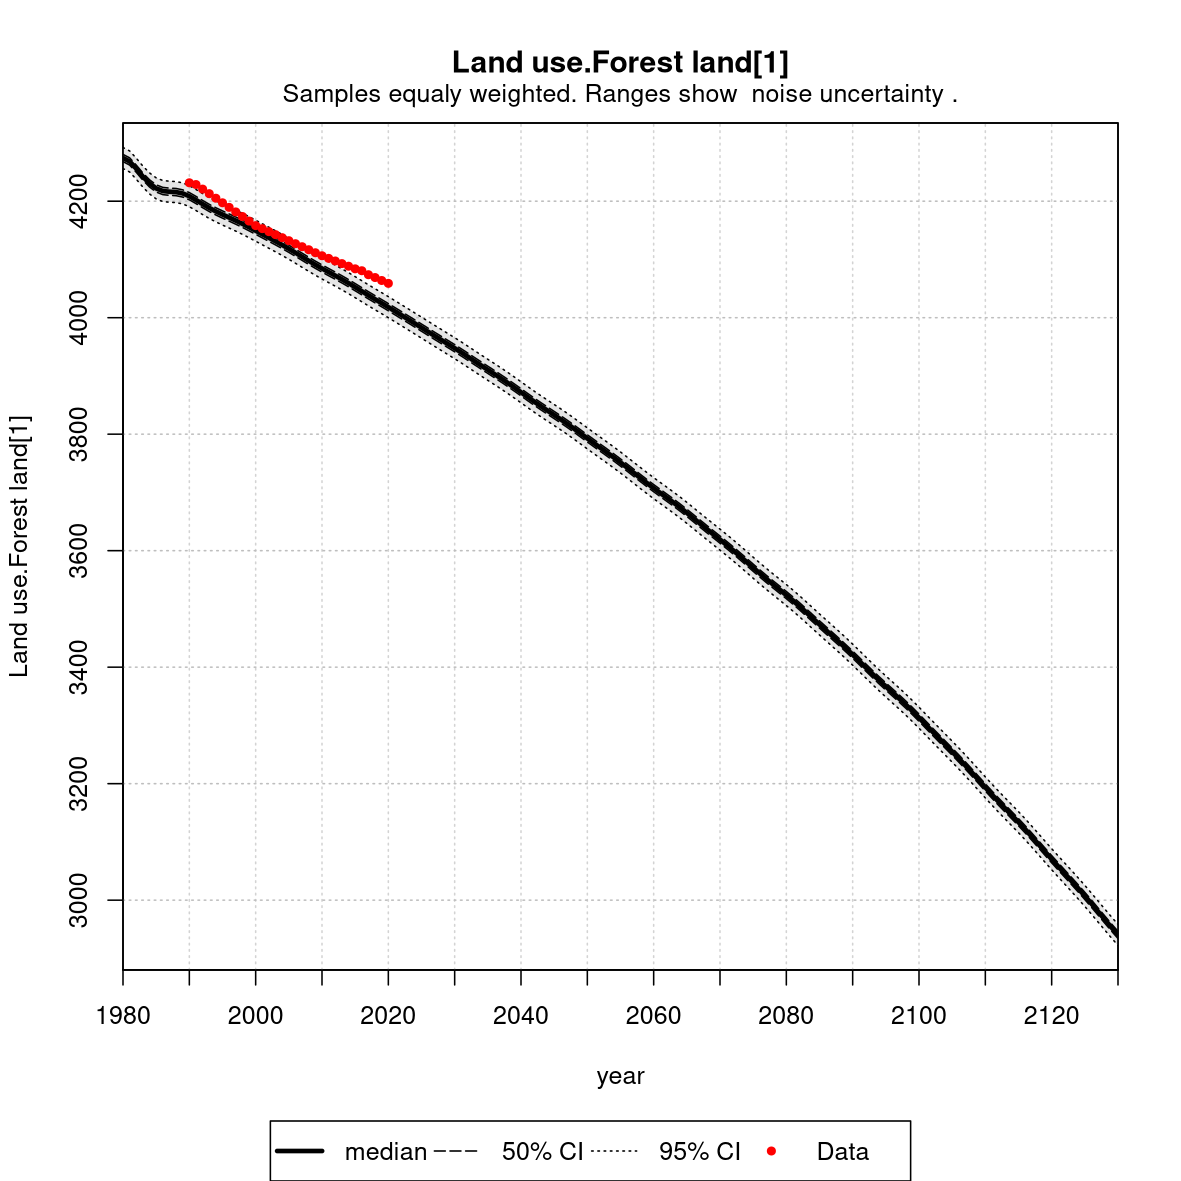 Land use.Forest land[1]
Samples equaly weighted. Ranges show  noise uncertainty .
Land use.Forest land[1]
4200
4000
3800
3600
3400
3200
3000
1980 2000 2020 2040 2060 2080 2100 2120
year
median 50% CI 95% CI Data